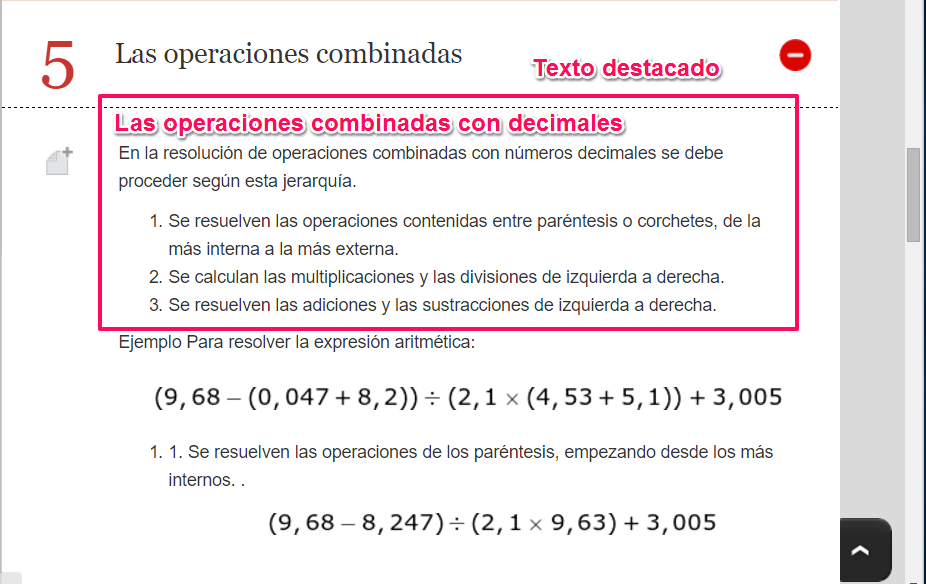 5
Las operaciones combinadas
Texto destacado
Las operaciones combinadas con decimales
En la resolución de operaciones combinadas con números decimales se debe
proceder según esta jerarquía.
1. Se resuelven las operaciones contenidas entre paréntesis o corchetes, de la
más interna a la más externa.
2. Se calculan las multiplicaciones y las divisiones de izquierda a derecha.
3. Se resuelven las adiciones y las sustracciones de izquierda a derecha.
Ejemplo Para resolver la expresión aritmética:
(9, 68 – (0, 047 + 8, 2)) ÷ (2, 1 × (4, 53 + 5, 1)) + 3, 005
1. 1. Se resuelven las operaciones de los paréntesis, empezando desde los más
internos. .
(9, 68 – 8, 247) ÷ (2, 1 × 9, 63) + 3, 005